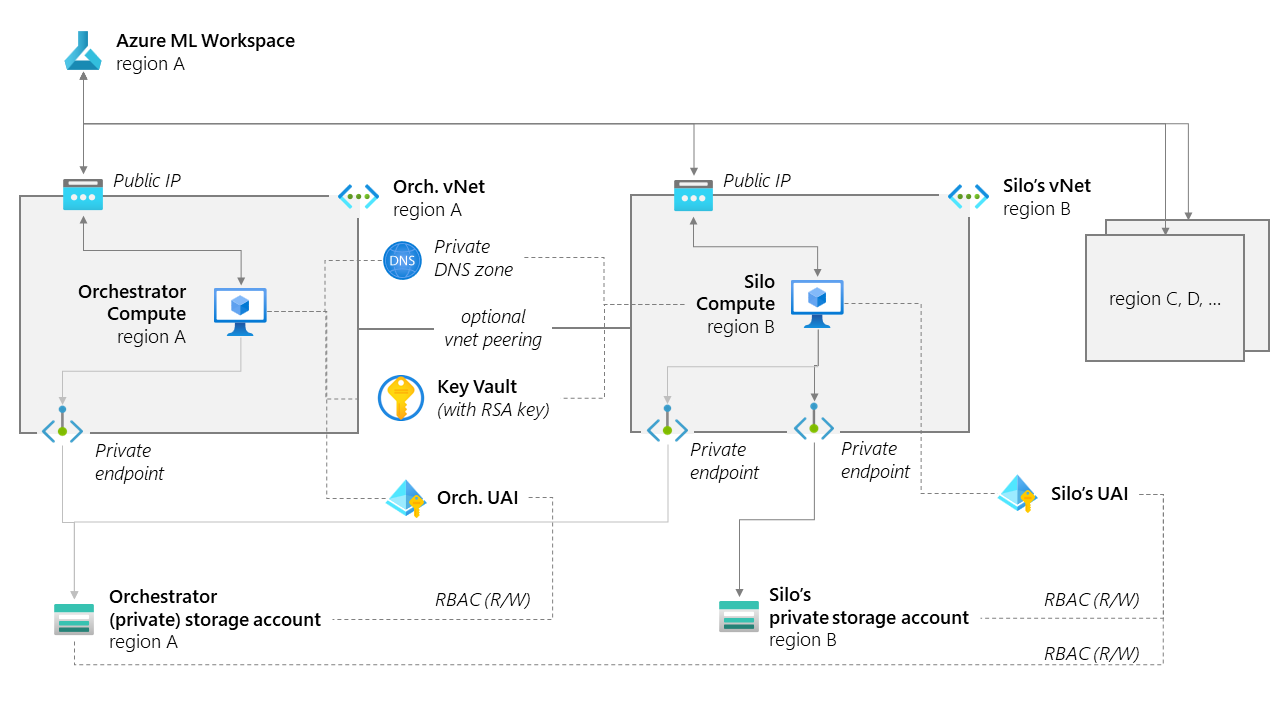 Azure ML Workspace
region A
Public IP
Orch. vNet
region A
Public IP
Silo's vNet
region B
Private
DNS zone
DNS
Orchestrator
Compute
region A
optional
vnet peering
Silo
Compute
region B
region C, D, ...
Key Vault
(with RSA key)
Private
endpoint
Private
endpoint
Private
endpoint
Orch. UAI
Silo's UAI
Orchestrator
(private) storage account
region A
RBAC (R/W)
Silo's
private storage account
region B
RBAC (R/W)
RBAC (R/W)